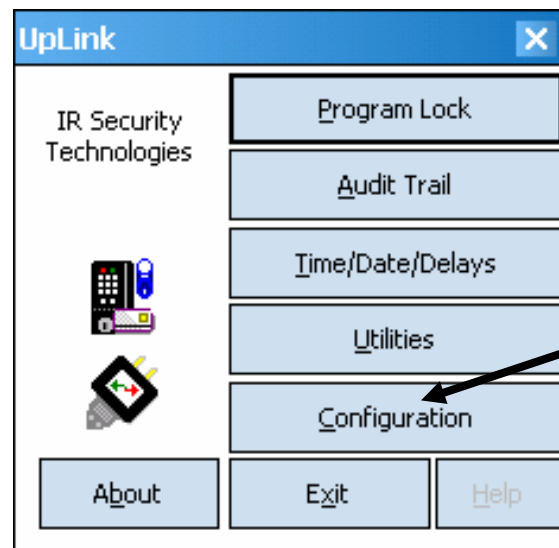 UpLink
IR Security
Technologies
Program Lock
Audit Trail
Time/Date/Delays
Utilities
Configuration
About
Exit
Help